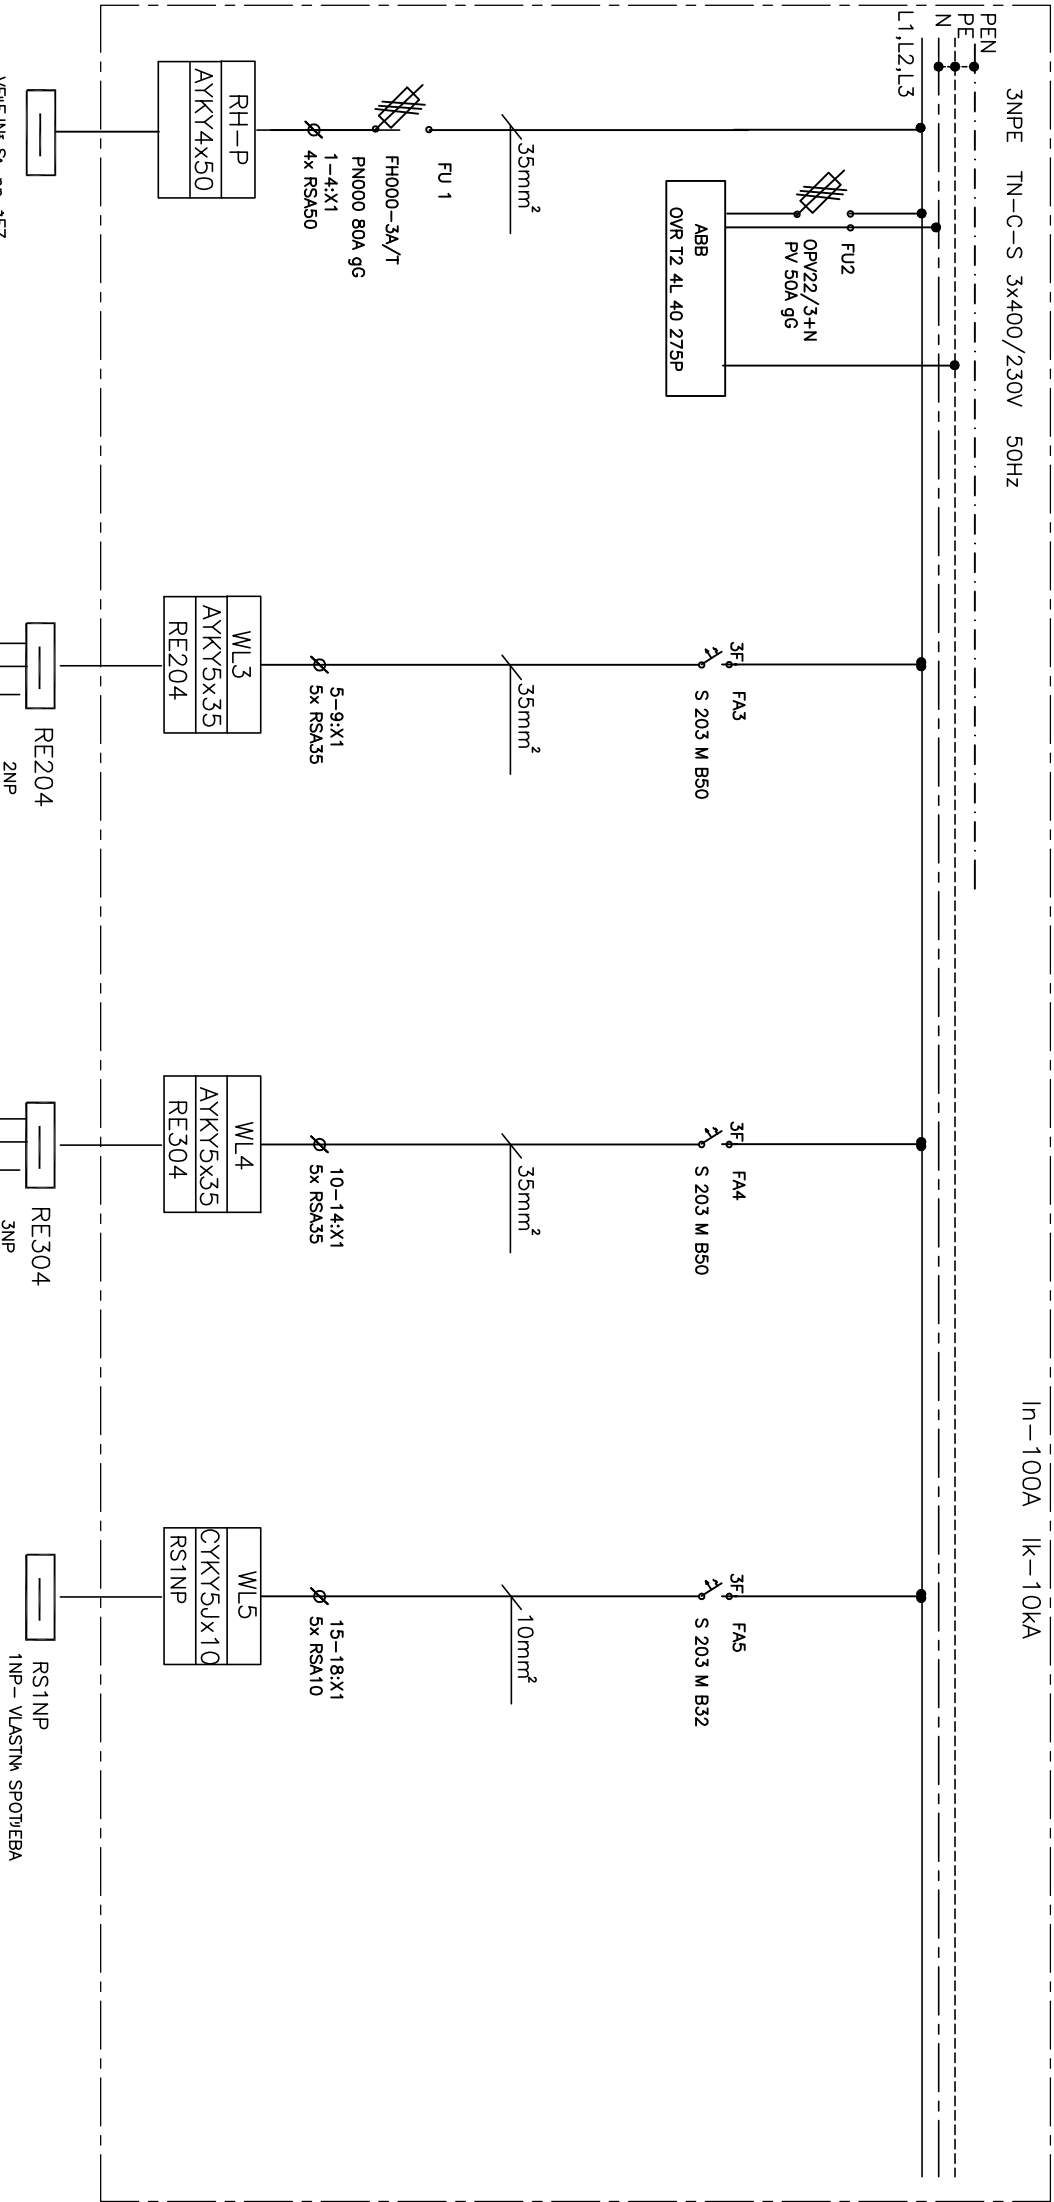 3NPE TN-C-S 3x400/230V 50Hz
In-100A Ik-10kA
PEN
PE
N
L1,L2,L3
FU2
OPV22/3+N
PV 50A gG
ABB
OVR T2 4L 40 275P
35mm²
FU 1
FH000-3A/T
PN000 80A gG
1-4:X1
4x RSA50
RH-P
AYKY4x50
3F
FA3
S 203 M B50
35mm²
5-9:X1
5x RSA35
WL3
AYKY5x35
RE204
RE204
2NP
3F
FA4
S 203 M B50
35mm²
10-14:X1
5x RSA35
WL4
AYKY5x35
RE304
RE304
3NP
3F
FA5
S 203 M B32
10mm²
15-18:X1
5x RSA10
WL5
CYKY5Jx10
RS1NP
RS1NP
1NP- SPOT